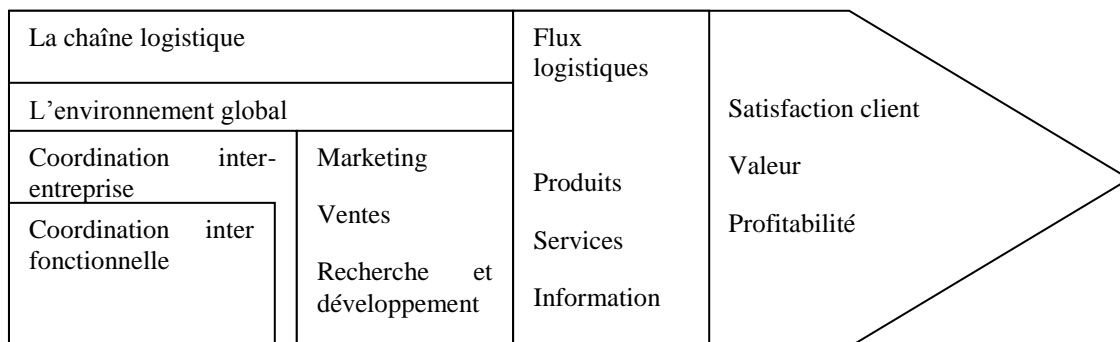 La chaîne logistique
L’environnement global
Coordination inter-
entreprise
Coordination inter
fonctionnelle
Marketing
Ventes
Recherche et
développement
Flux
logistiques
Produits
Services
Information
Satisfaction client
Valeur
Profitabilité